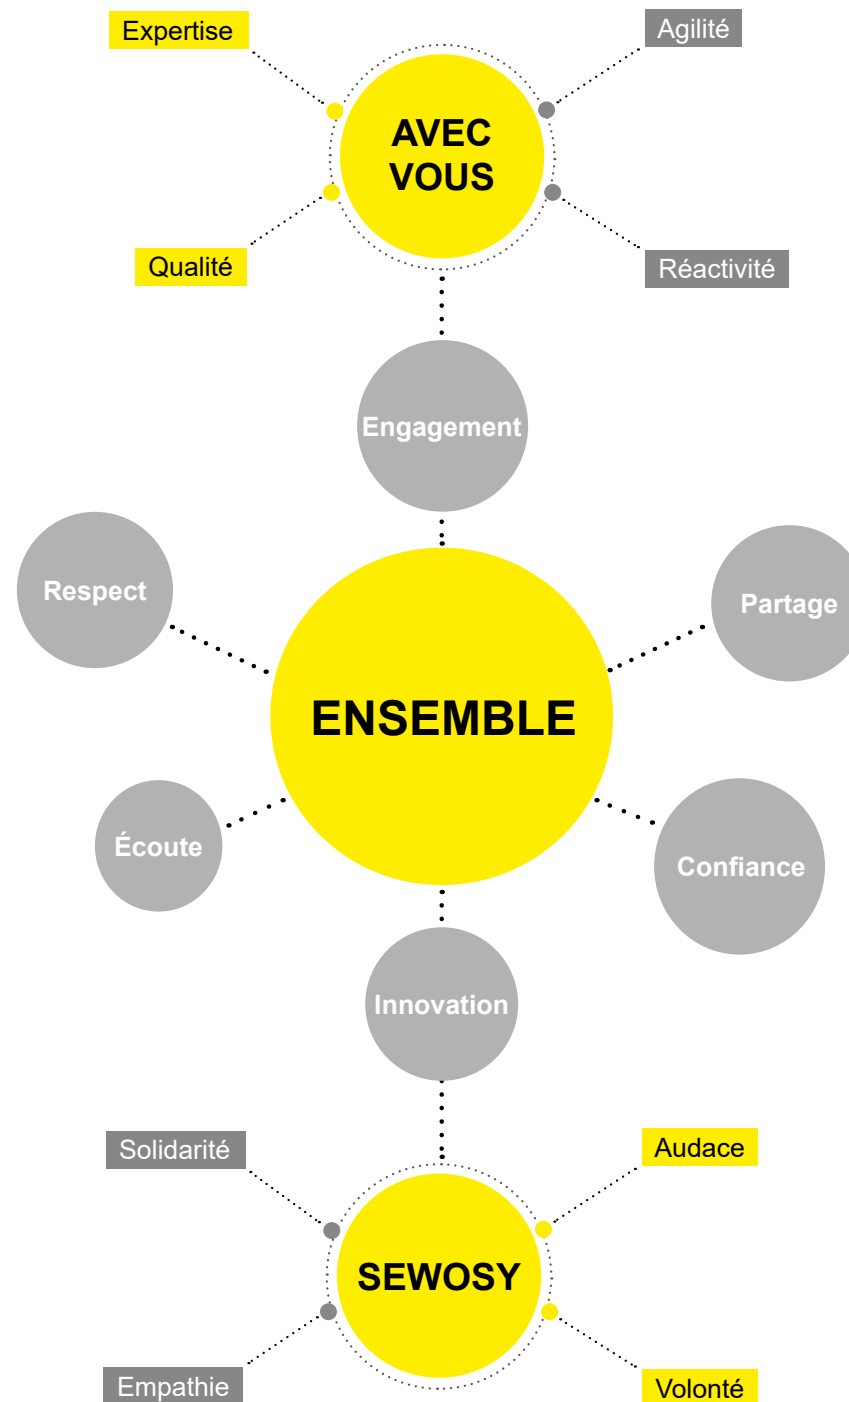 Expertise
Agilité
AVEC
VOUS
Qualité
Réactivité
Engagement
Respect
Partage
ENSEMBLE
Écoute
Confiance
Innovation
Solidarité
Audace
SEWOSY
Empathie
Volonté